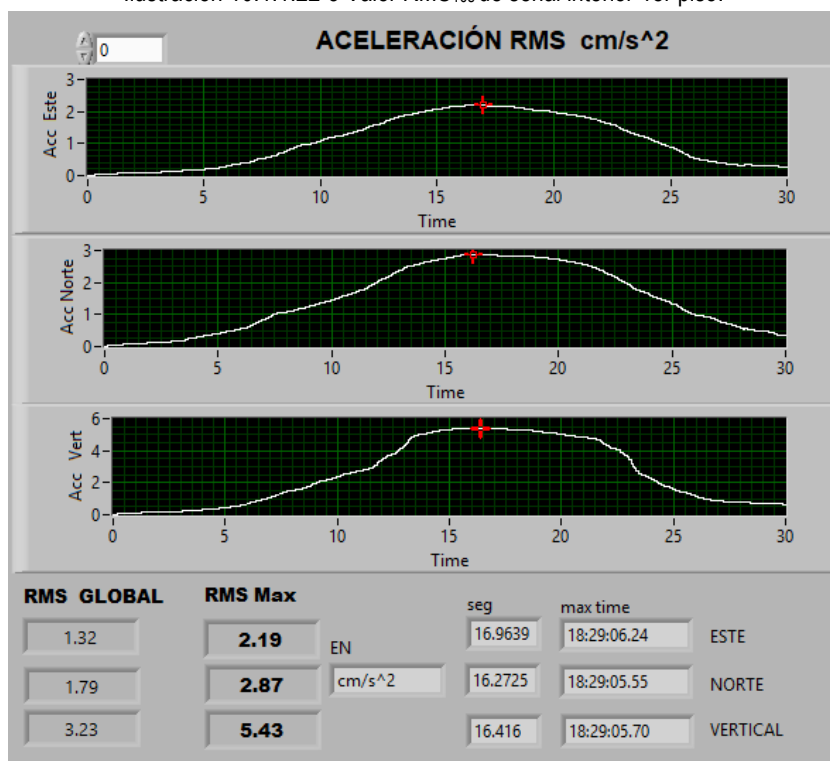 Ilustración Valor de señal interior 1er piso.
0
ACELERACIÓN RMS cm/s^2
Acc Este
3
2
1
0
0 5 10 15 20 25 30
Time
Acc Norte
3
2
1
0
0 5 10 15 20 25 30
Time
Acc Vert
6
4
2
0
0 5 10 15 20 25 30
Time
RMS GLOBAL RMS Max seg max time
1.32 2.19 EN 16.9639 18:29:06.24 ESTE
1.79 2.87 cm/s^2 16.2725 18:29:05.55 NORTE
3.23 5.43 16.416 18:29:05.70 VERTICAL